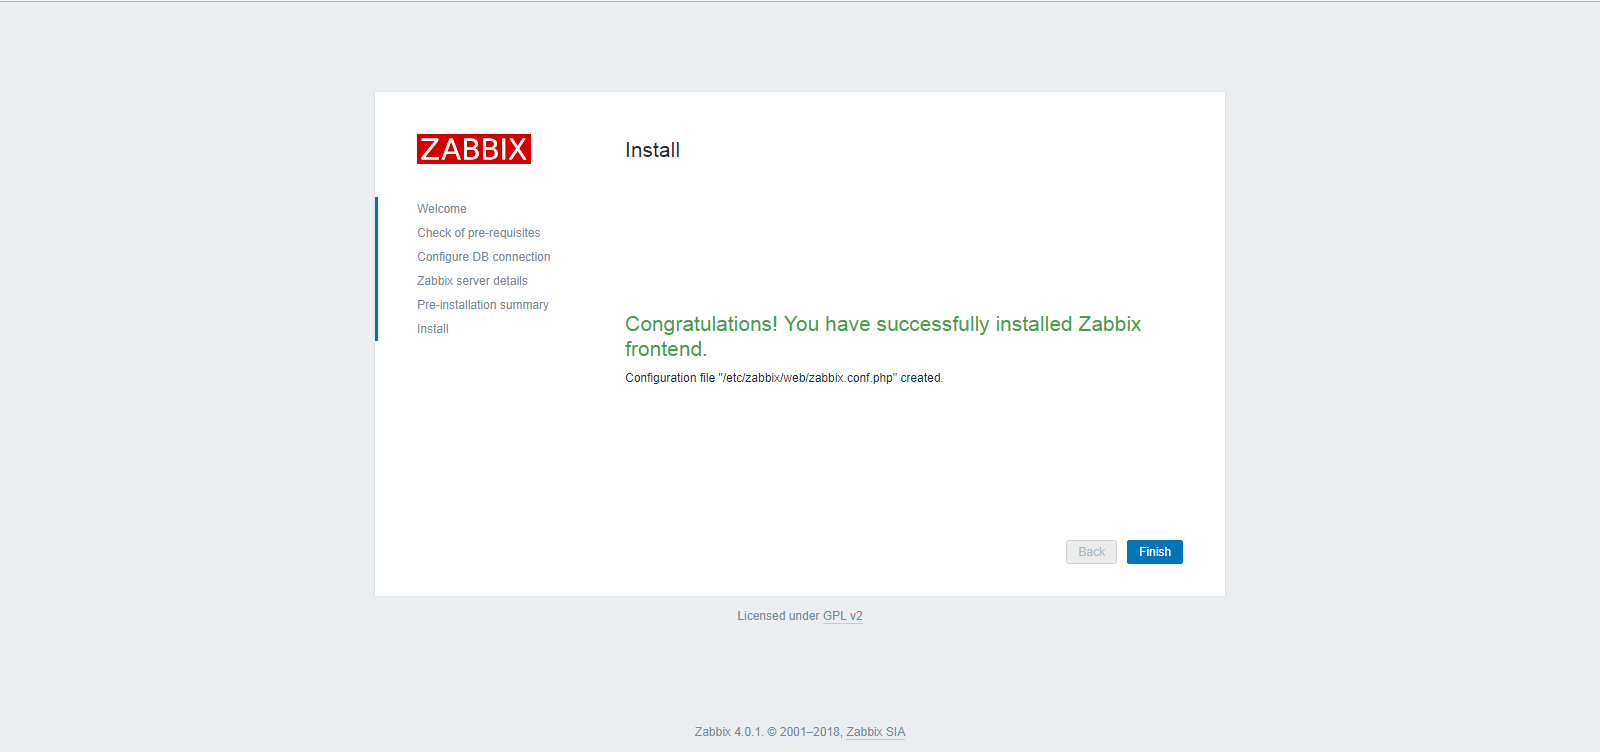 ZABBIX
Install
Welcome
Check of pre-requisites
Configure DB connection
Zabbix server details
Pre-installation summary
Install
Congratulations! You have successfully installed Zabbix
frontend.
Configuration file "/etc/zabbix/web/zabbix.conf.php" created.
Back
Finish
Licensed under GPL v2
Zabbix 4.0.1. © 2001–2018, Zabbix SIA